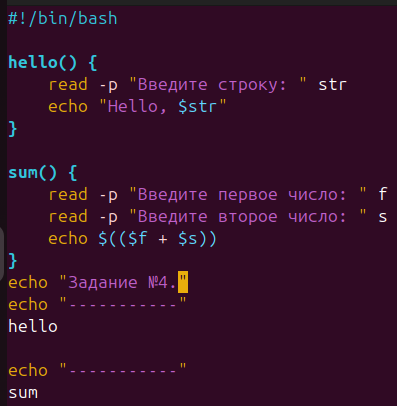 #!/bin/bash

hello() {
    read -p "Введите строку: " str
    echo "Hello, $str"
}

sum() {
    read -p "Введите первое число: " f
    read -p "Введите второе число: " s
    echo $(($f + $s))
}
echo "Задание №4."
echo "-----------"
hello

echo "-----------"
sum